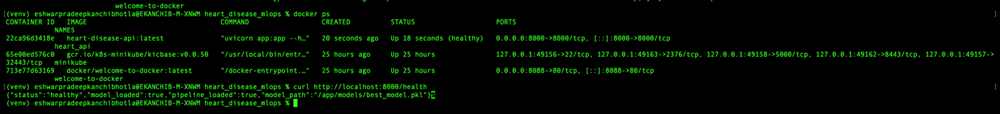 welcome-to-docker
[(venv) eshwarpradeepkanchibhotla@EKANCHIB-M-XNWM heart_disease_mlops % docker ps ]
CONTAINER ID   IMAGE   COMMAND   CREATED   STATUS   PORTS
NAMES
22ca96d3418e   heart-disease-api:latest   "uvicorn app:app --h…"   20 seconds ago   Up 18 seconds (healthy)   0.0.0.0:8000->8000/tcp, [::]:8000->8000/tcp
heart_api
65e00ed576c0   gcr.io/k8s-minikube/kicbase:v0.0.50   "/usr/local/bin/entr…"   25 hours ago   Up 25 hours   127.0.0.1:49156->22/tcp, 127.0.0.1:49163->2376/tcp, 127.0.0.1:49158->5000/tcp, 127.0.0.1:49162->8443/tcp, 127.0.0.1:49157->
32443/tcp   minikube
713e77d63169   docker/welcome-to-docker:latest   "/docker-entrypoint.…"   25 hours ago   Up 25 hours   0.0.0.0:8088->80/tcp, [::]:8088->80/tcp
welcome-to-docker
[(venv) eshwarpradeepkanchibhotla@EKANCHIB-M-XNWM heart_disease_mlops % curl http://localhost:8000/health ]
{"status":"healthy","model_loaded":true,"pipeline_loaded":true,"model_path":"/app/models/best_model.pkl"}%
(venv) eshwarpradeepkanchibhotla@EKANCHIB-M-XNWM heart_disease_mlops %